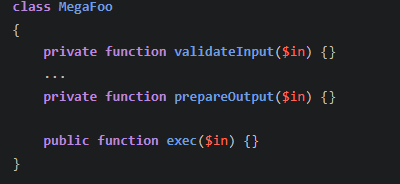 class MegaFoo
{
    private function validateInput($in) {}
    ...
    private function prepareOutput($in) {}

    public function exec($in) {}
}